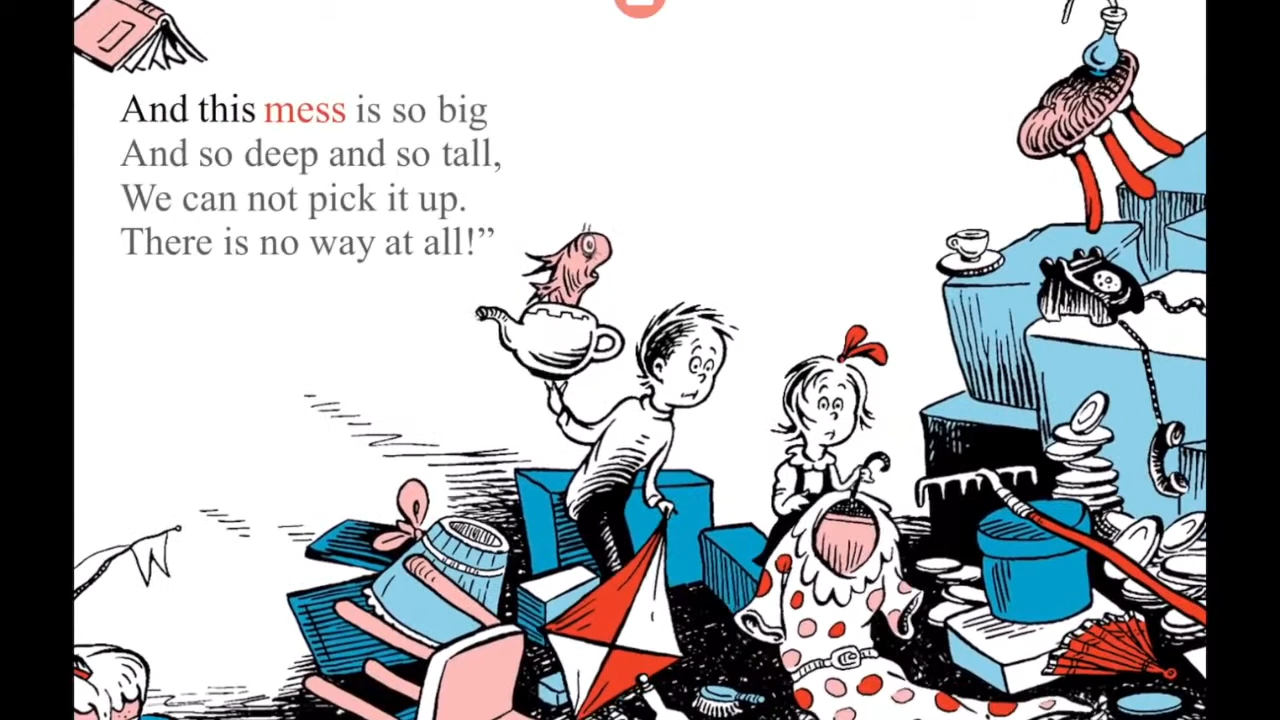 And this mess is so big
And so deep and so tall,
We can not pick it up.
There is no way at all!”